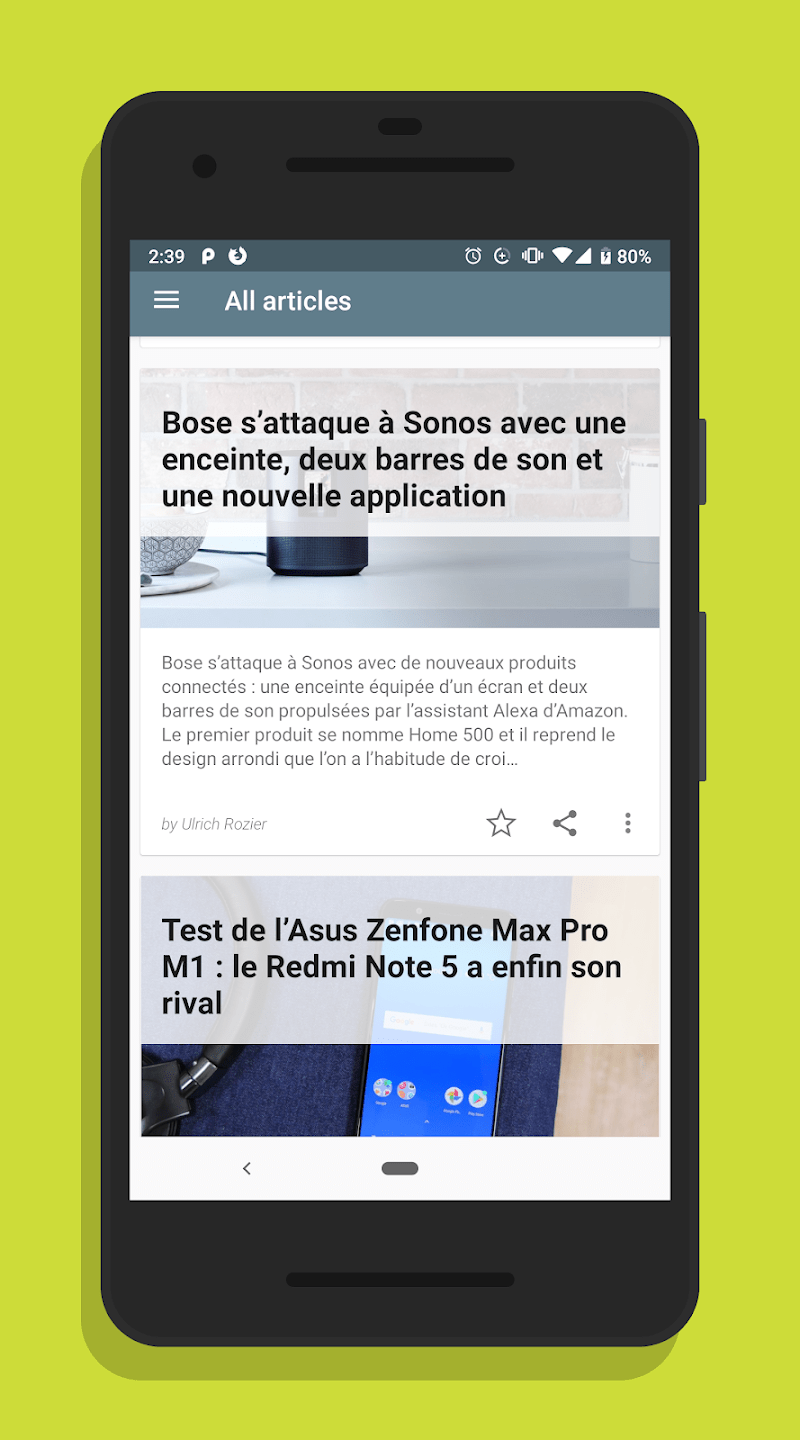 2:39
80%
All articles
Bose s’attaque à Sonos avec une
enceinte, deux barres de son et
une nouvelle application
Bose s’attaque à Sonos avec de nouveaux produits
connectés : une enceinte équipée d’un écran et deux
barres de son propulsées par l’assistant Alexa d’Amazon.
Le premier produit se nomme Home 500 et il reprend le
design arrondi que l’on a l’habitude de croi…
by Ulrich Rozier
Test de l’Asus Zenfone Max Pro
M1 : le Redmi Note 5 a enfin son
rival